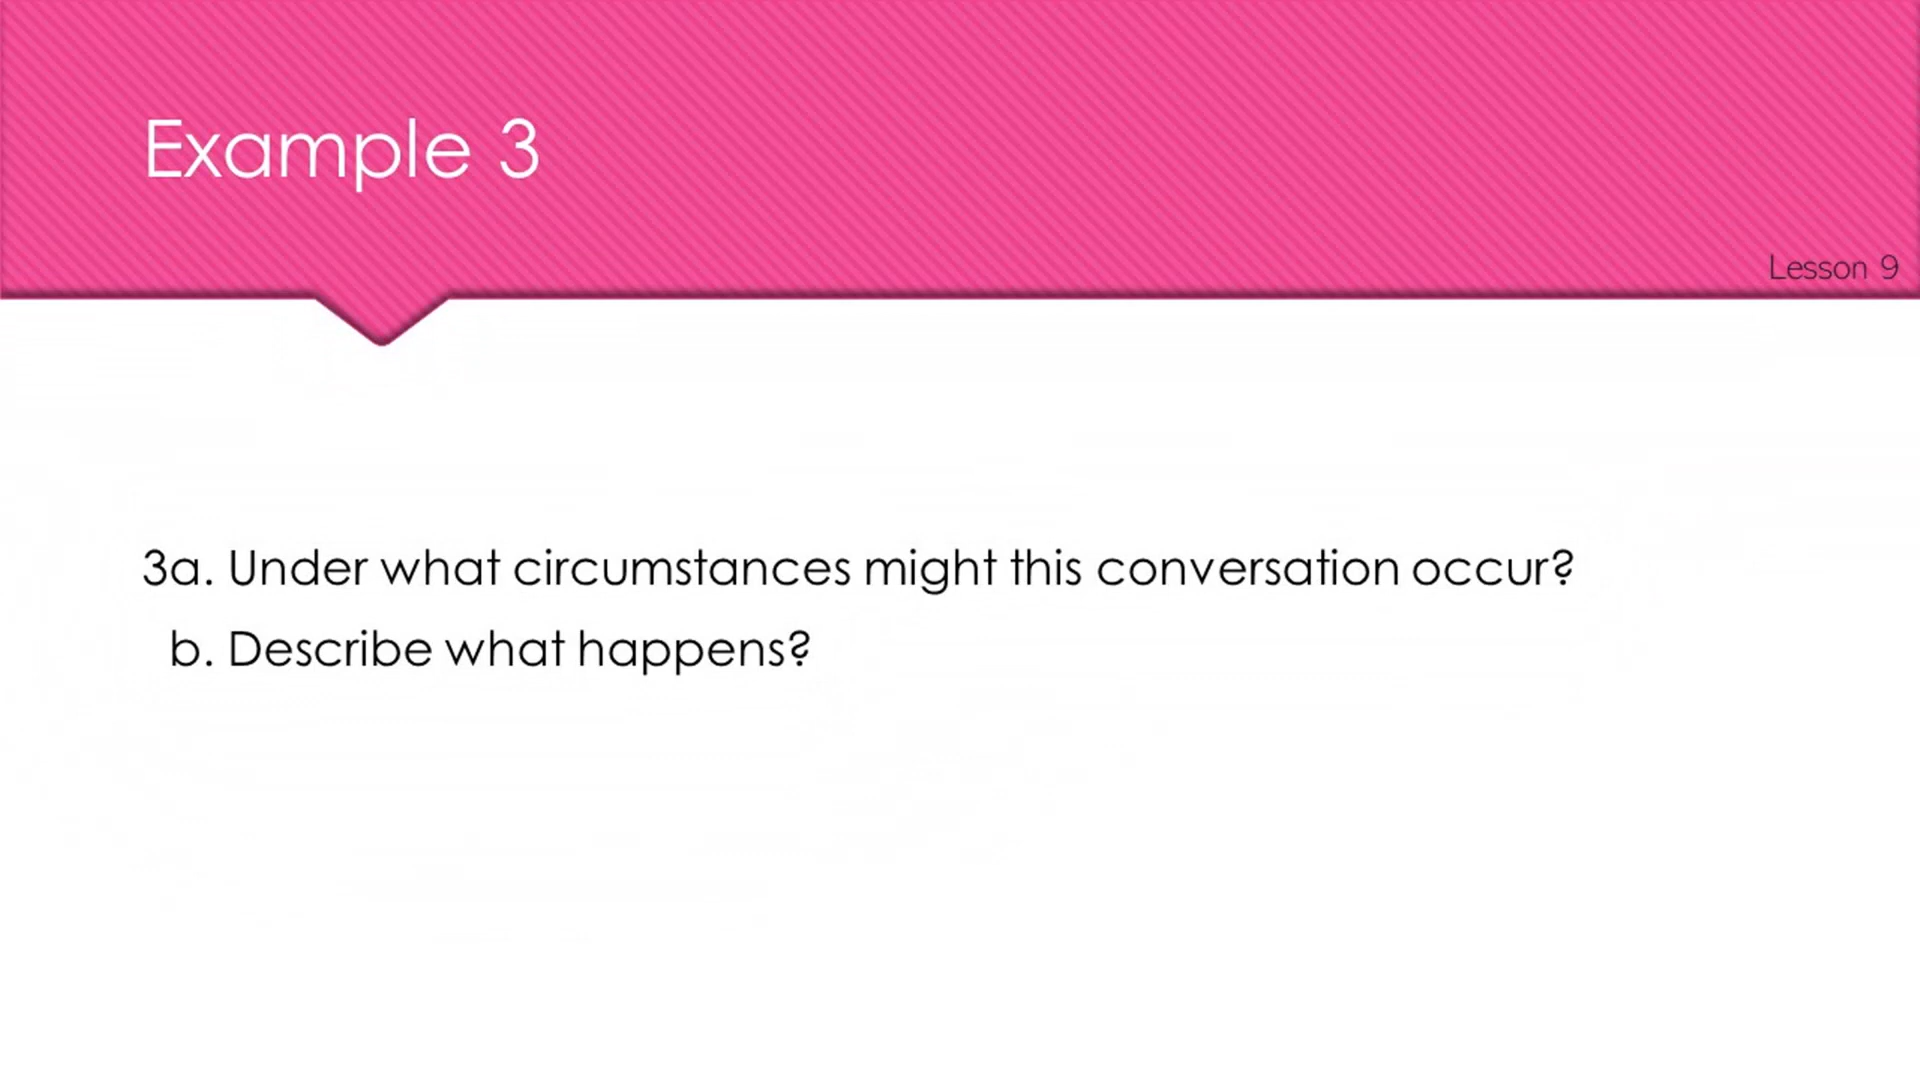 Example 3
Lesson 9
3a. Under what circumstances might this conversation occur?
b. Describe what happens?